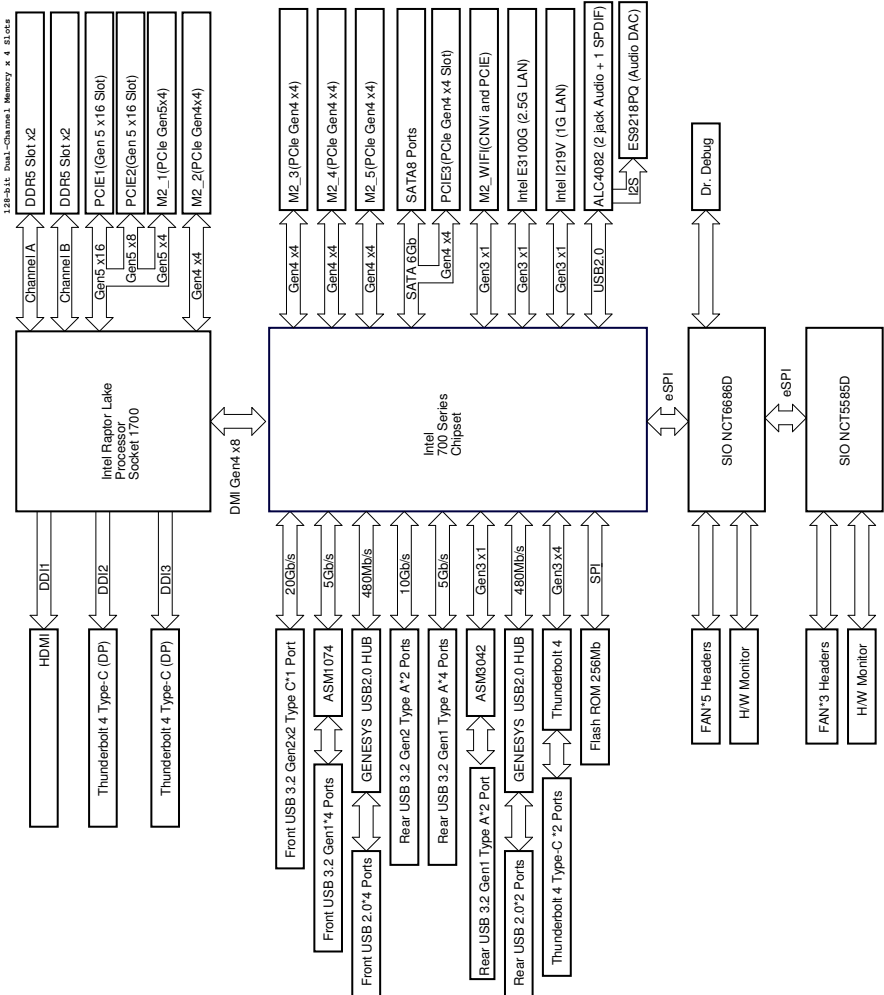 128-bit Dual-Channel Memory x 4 Slots
DDR5 Slot x2
DDR5 Slot x2
PCIE1(Gen 5 x16 Slot)
PCIE2(Gen 5 x16 Slot)
M2_1(PCIe Gen5x4)
M2_2(PCIe Gen4x4)
Channel A
Channel B
Gen5 x16
Gen5 x8
Gen5 x4
Gen4 x4
Intel Raptor Lake
Processor
Socket 1700
DDI1
DDI2
DDI3
HDMI
Thunderbolt 4 Type-C (DP)
Thunderbolt 4 Type-C (DP)
DMI Gen4 x8
M2_3(PCIe Gen4 x4)
M2_4(PCIe Gen4 x4)
M2_5(PCIe Gen4 x4)
SATA8 Ports
PCIE3(PCIe Gen4 x4 Slot)
M2_WIFI(CNVi and PCIE)
Intel E3100G (2.5G LAN)
Intel I219V (1G LAN)
ALC4082 (2 jack Audio + 1 SPDIF)
ES9218PQ (Audio DAC)
I2S
Gen4 x4
Gen4 x4
Gen4 x4
SATA 6Gb
Gen4 x4
Gen3 x1
Gen3 x1
Gen3 x1
USB2.0
Intel
700 Series
Chipset
20Gb/s
5Gb/s
480Mb/s
10Gb/s
5Gb/s
Gen3 x1
480Mb/s
Gen3 x4
SPI
Front USB 3.2 Gen2x2 Type C*1 Port
ASM1074
GENESYS USB2.0 HUB
Rear USB 3.2 Gen2 Type A*2 Ports
Rear USB 3.2 Gen1 Type A*4 Ports
ASM3042
GENESYS USB2.0 HUB
Thunderbolt 4
Flash ROM 256Mb
Front USB 3.2 Gen1*4 Ports
Front USB 2.0*4 Ports
Rear USB 3.2 Gen1 Type A*2 Port
Rear USB 2.0*2 Ports
Thunderbolt 4 Type-C *2 Ports
Dr. Debug
eSPI
SIO NCT6686D
eSPI
SIO NCT5585D
FAN*5 Headers
H/W Monitor
FAN*3 Headers
H/W Monitor